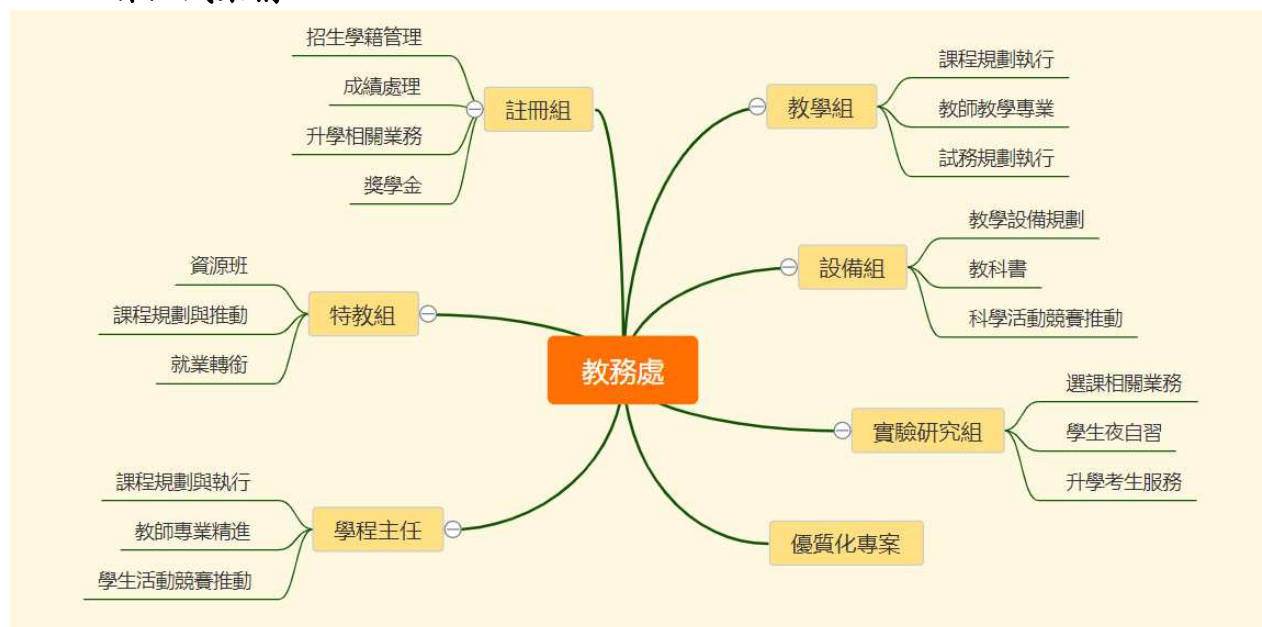 招生學籍管理
成績處理
升學相關業務
獎學金
註冊組
資源班
課程規劃與推動
就業轉銜
特教組
課程規劃與執行
教師專業精進
學生活動競賽推動
學程主任
教務處
教學組
課程規劃執行
教師教學專業
試務規劃執行
設備組
教學設備規劃
教科書
科學活動競賽推動
實驗研究組
選課相關業務
學生夜自習
升學考生服務
優質化專案